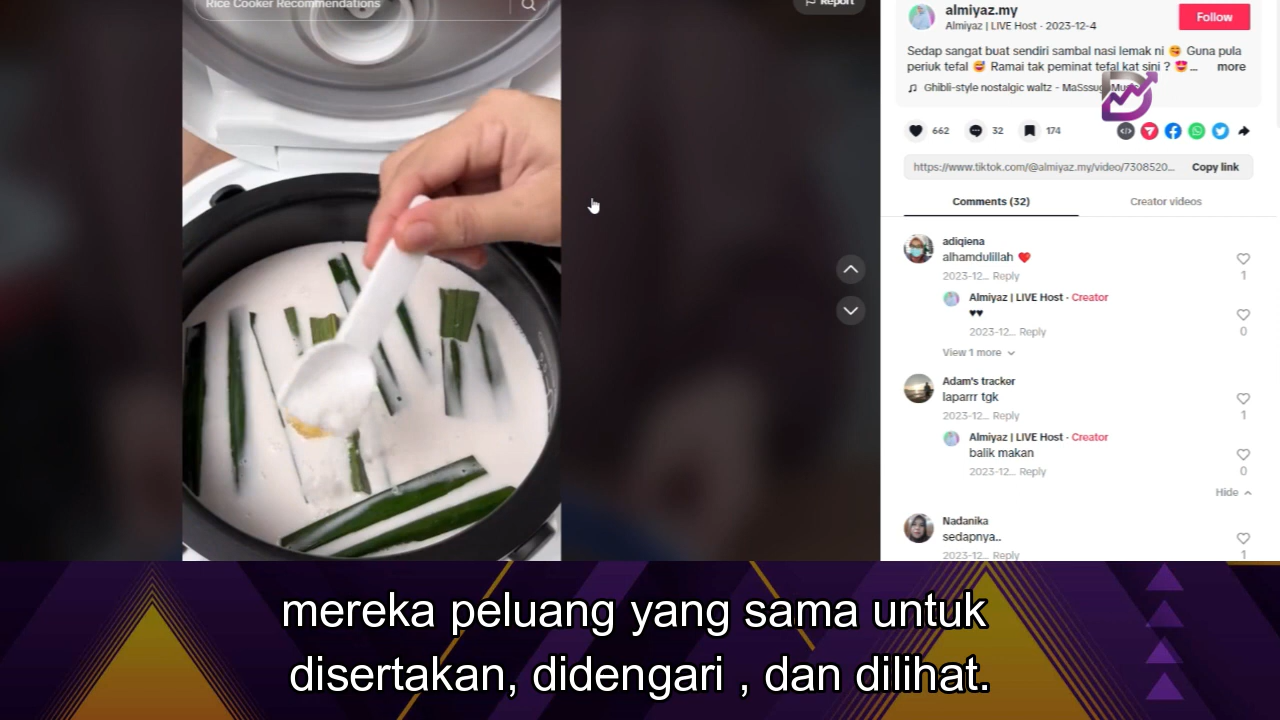 Rice Cooker Recommendations
Report
almiyaz.my
Almiyaz | LIVE Host · 2023-12-4
Follow
Sedap sangat buat sendiri sambal nasi lemak ni 😋 Guna pula
periuk tefal 😅 Ramai tak peminat tefal kat sini ? 😍... more
♫ Ghibli-style nostalgic waltz - MaSssuguMusic
662
32
174
https://www.tiktok.com/@almiyaz.my/video/7308520...
Copy link
Comments (32)
Creator videos
adiqiena
alhamdulillah ❤️
2023-12... Reply
1
Almiyaz | LIVE Host · Creator
♥♥
2023-12... Reply
0
View 1 more
Adam's tracker
laparrr tgk
2023-12... Reply
1
Almiyaz | LIVE Host · Creator
balik makan
2023-12... Reply
0
Hide
Nadanika
sedapnya..
2023-12... Reply
1
mereka peluang yang sama untuk
disertakan, didengari , dan dilihat.